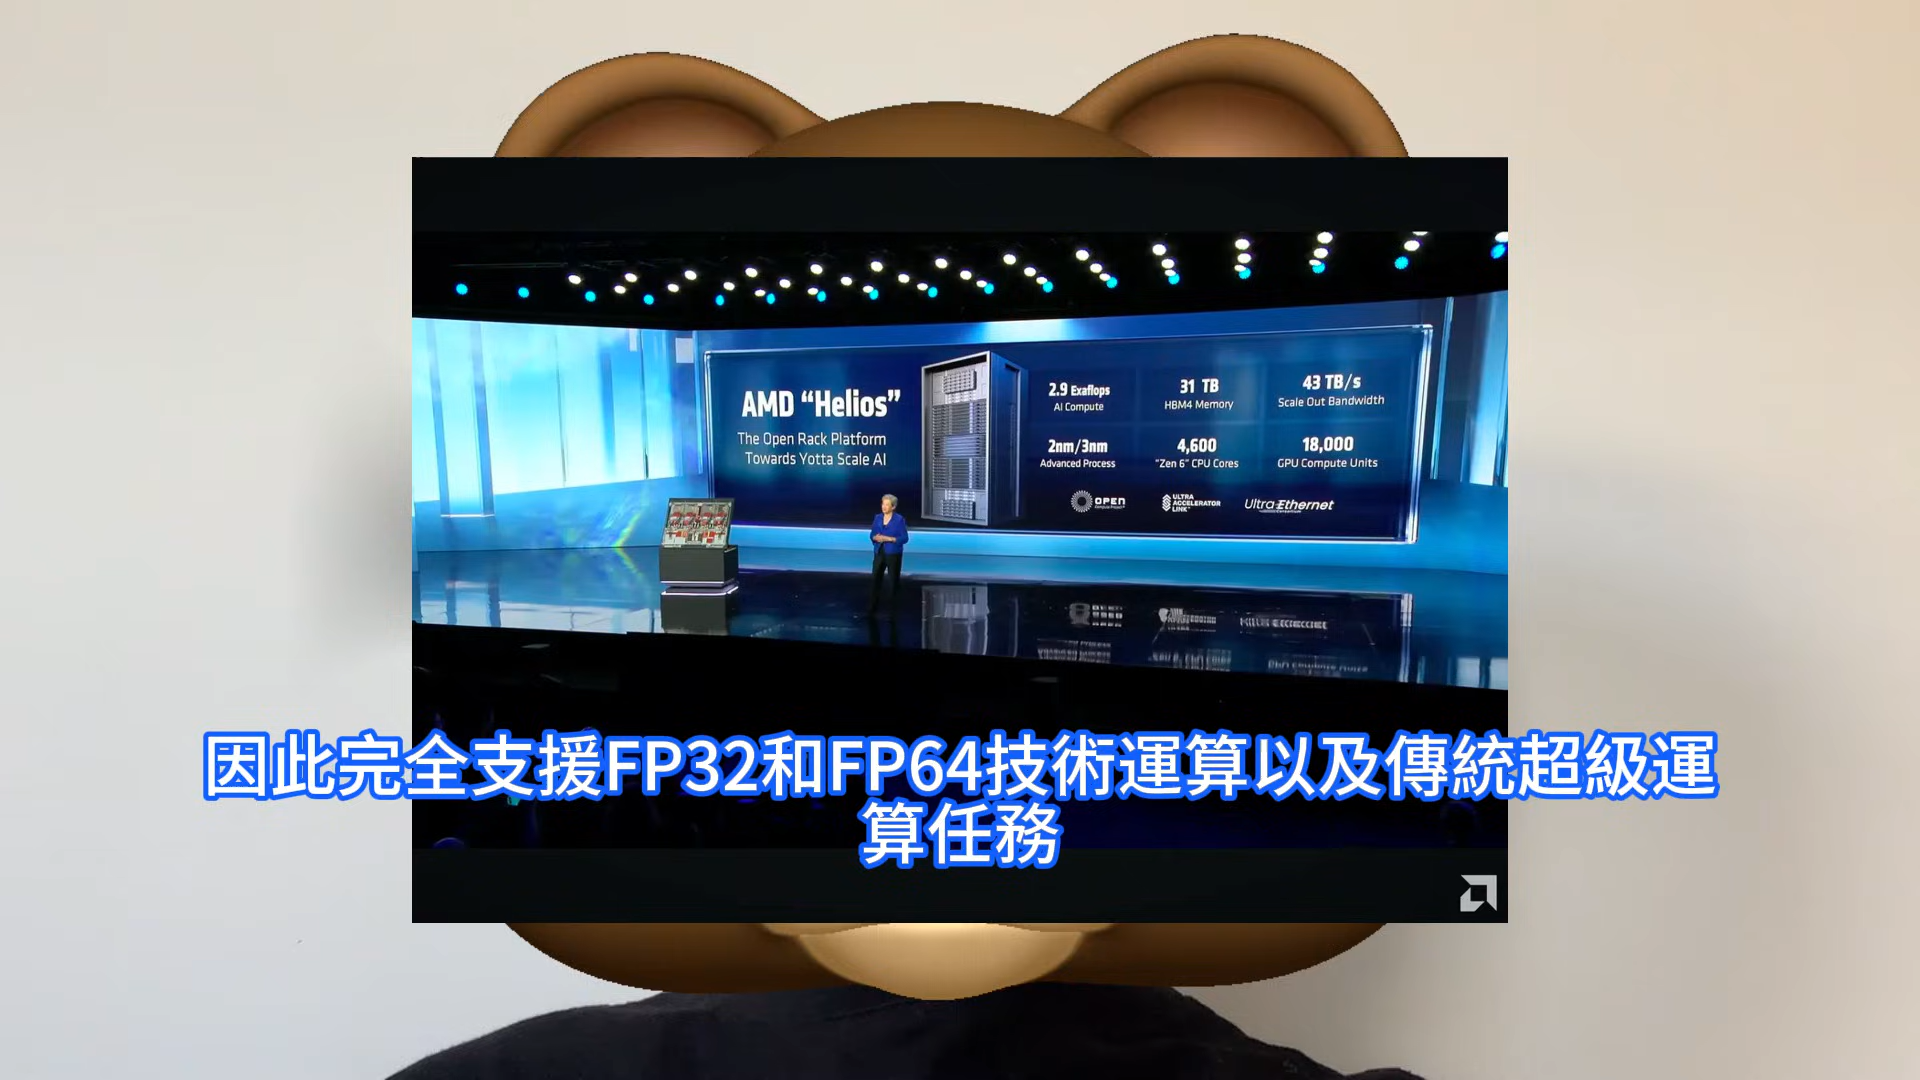 AMD “Helios”
The Open Rack Platform
Towards Yotta Scale AI
2.9 Exaflops
AI Compute
31 TB
HBM4 Memory
43 TB/s
Scale Out Bandwidth
2nm/3nm
Advanced Process
4,600
"Zen 6" CPU Cores
18,000
GPU Compute Units
OPEN
Compute Project
ULTRA
ACCELERATOR
LINK™
UltraEthernet
因此完全支援FP32和FP64技術運算以及傳統超級運
算任務